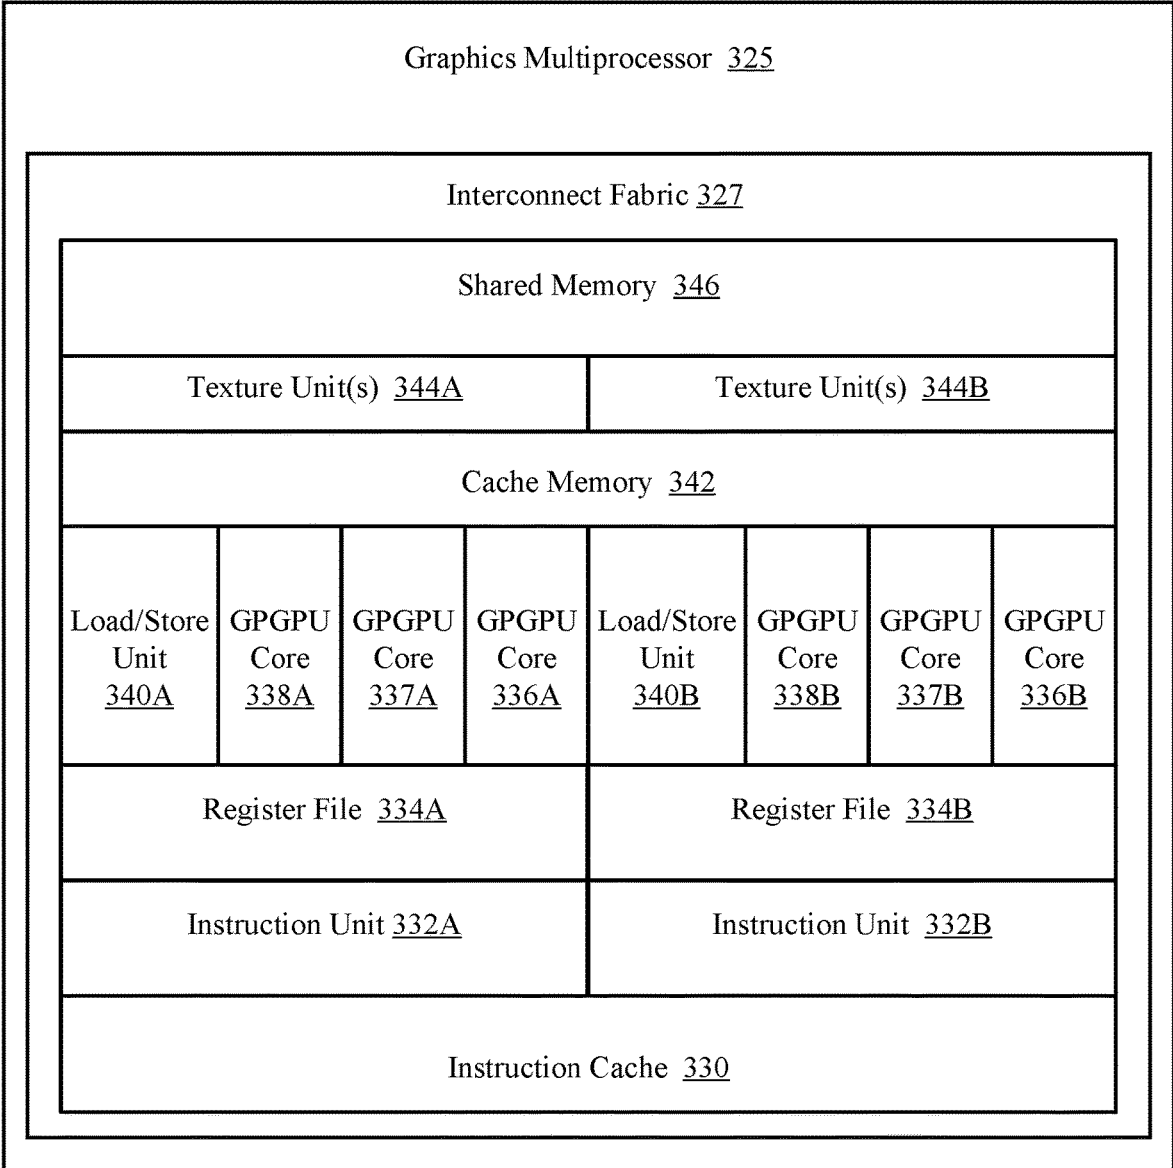 Graphics Multiprocessor 325
Interconnect Fabric 327
Shared Memory 346
Texture Unit(s) 344A
Texture Unit(s) 344B
Cache Memory 342
Load/Store
Unit
340A
GPGPU
Core
338A
GPGPU
Core
337A
GPGPU
Core
336A
Load/Store
Unit
340B
GPGPU
Core
338B
GPGPU
Core
337B
GPGPU
Core
336B
Register File 334A
Register File 334B
Instruction Unit 332A
Instruction Unit 332B
Instruction Cache 330